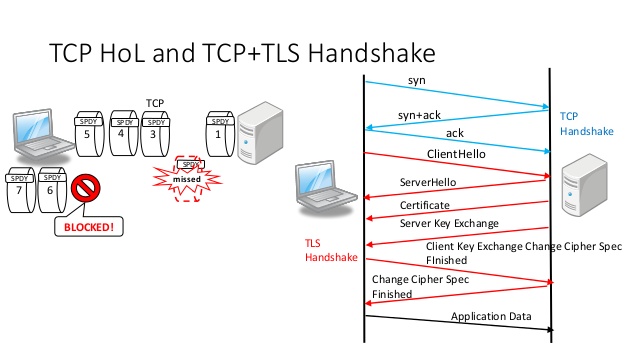 TCP HoL and TCP+TLS Handshake
TCP
SPDY
5
SPDY
4
SPDY
3
SPDY
1
SPDY
missed
SPDY
7
SPDY
6
BLOCKED!
syn
syn+ack
ack
TCP
Handshake
ClientHello
ServerHello
Certificate
Server Key Exchange
TLS
Handshake
Client Key Exchange Change Cipher Spec
FInished
Change Cipher Spec
Finished
Application Data